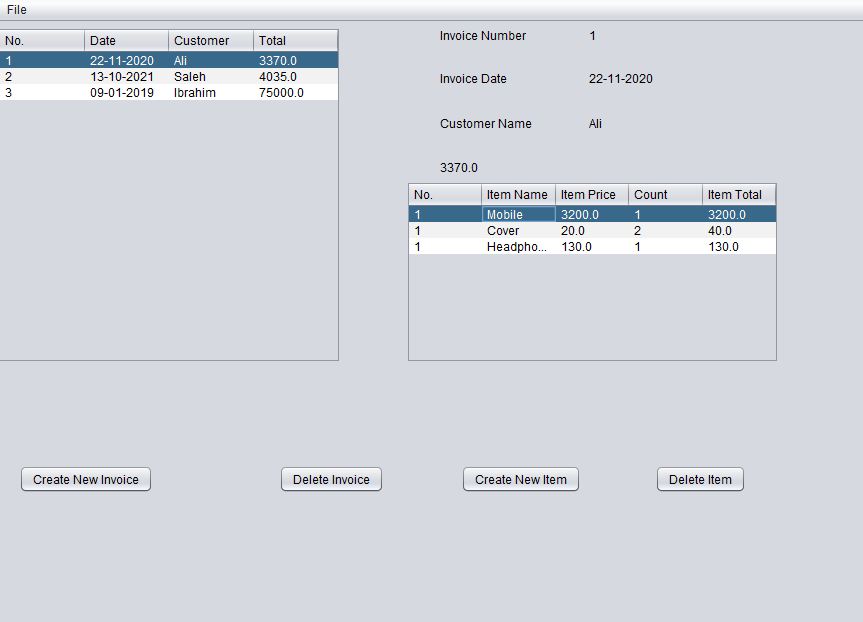 File
No. Date Customer Total
1 22-11-2020 Ali 3370.0
2 13-10-2021 Saleh 4035.0
3 09-01-2019 Ibrahim 75000.0
Invoice Number 1
Invoice Date 22-11-2020
Customer Name Ali
3370.0
No. Item Name Item Price Count Item Total
1 Mobile 3200.0 1 3200.0
1 Cover 20.0 2 40.0
1 Headpho... 130.0 1 130.0
Create New Invoice Delete Invoice Create New Item Delete Item